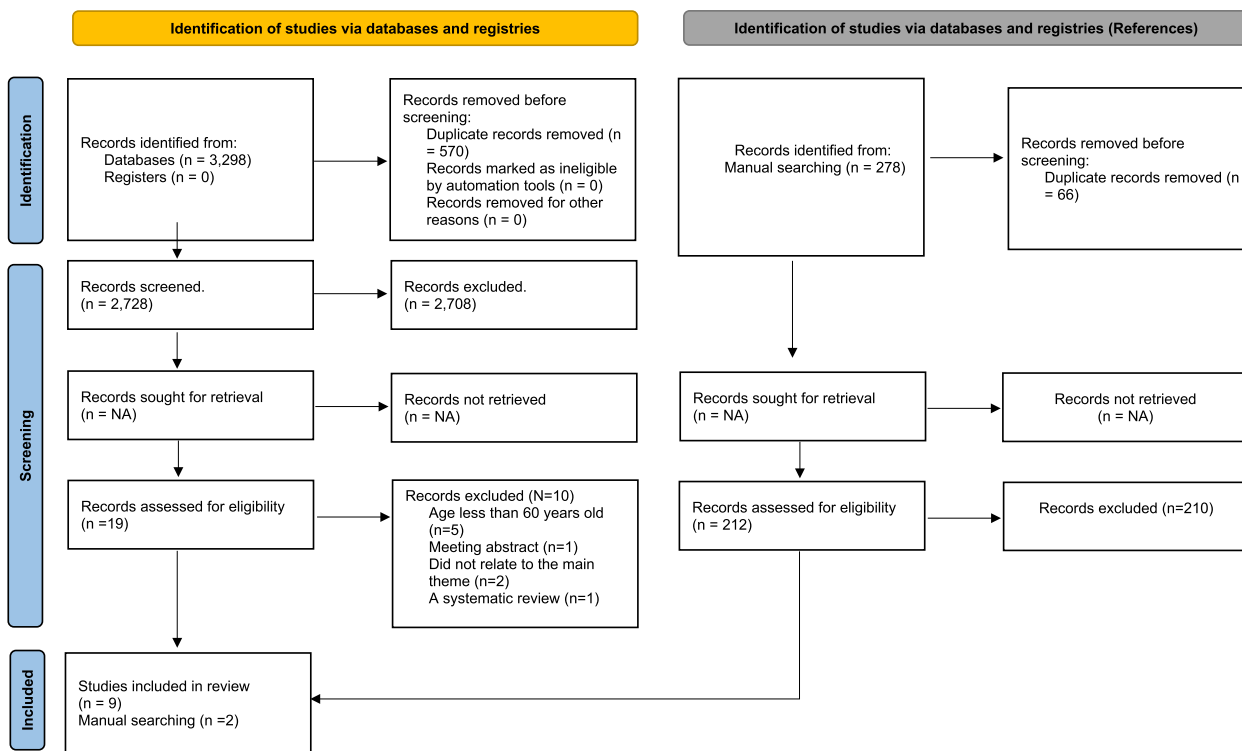 Identification of studies via databases and registries
Identification of studies via databases and registries (References)
Identification
Records identified from:
Databases (n = 3,298)
Registers (n = 0)
Records removed before
screening:
Duplicate records removed (n
= 570)
Records marked as ineligible
by automation tools (n = 0)
Records removed for other
reasons (n = 0)
Records identified from:
Manual searching (n = 278)
Records removed before
screening:
Duplicate records removed (n
= 66)
Screening
Records screened.
(n = 2,728)
Records excluded.
(n = 2,708)
Records sought for retrieval
(n = NA)
Records not retrieved
(n = NA)
Records sought for retrieval
(n = NA)
Records not retrieved
(n = NA)
Records assessed for eligibility
(n =19)
Records excluded (N=10)
Age less than 60 years old
(n=5)
Meeting abstract (n=1)
Did not relate to the main
theme (n=2)
A systematic review (n=1)
Records assessed for eligibility
(n = 212)
Records excluded (n=210)
Included
Studies included in review
(n = 9)
Manual searching (n =2)